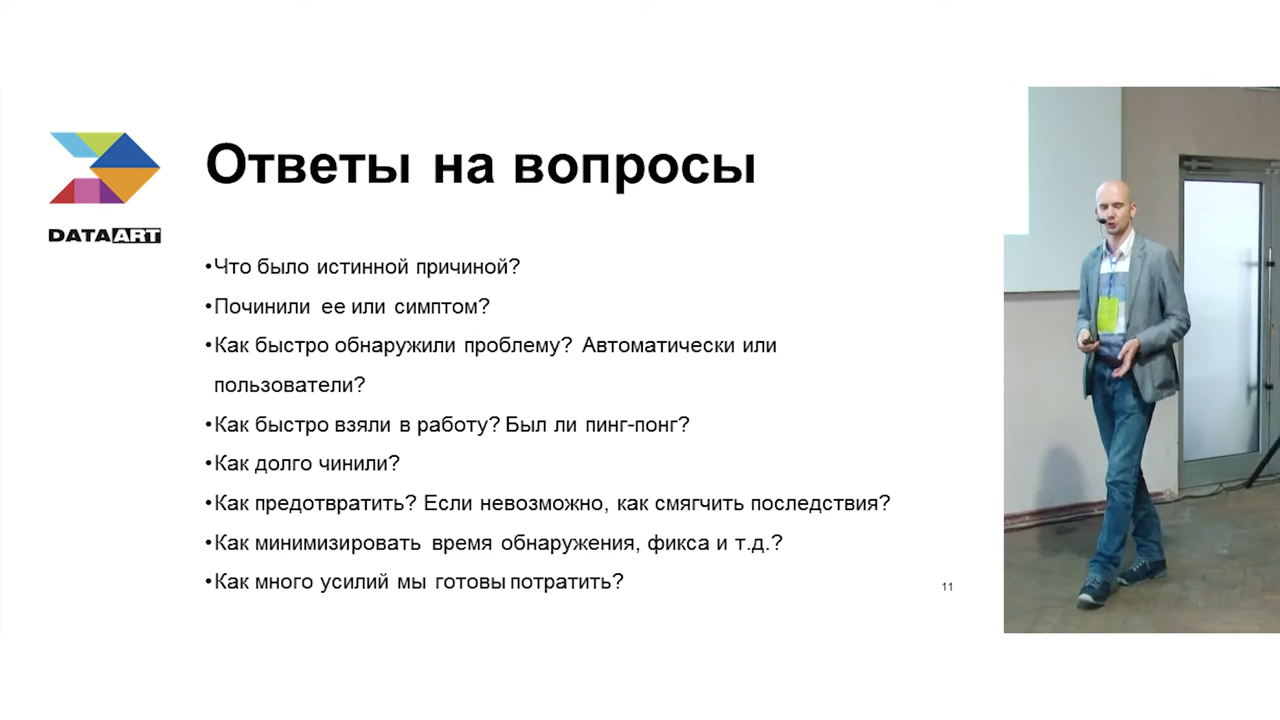 DATAART
Ответы на вопросы
•Что было истинной причиной?
•Починили ее или симптом?
•Как быстро обнаружили проблему? Автоматически или
пользователи?
•Как быстро взяли в работу? Был ли пинг-понг?
•Как долго чинили?
•Как предотвратить? Если невозможно, как смягчить последствия?
•Как минимизировать время обнаружения, фикса и т.д.?
•Как много усилий мы готовы потратить?
11